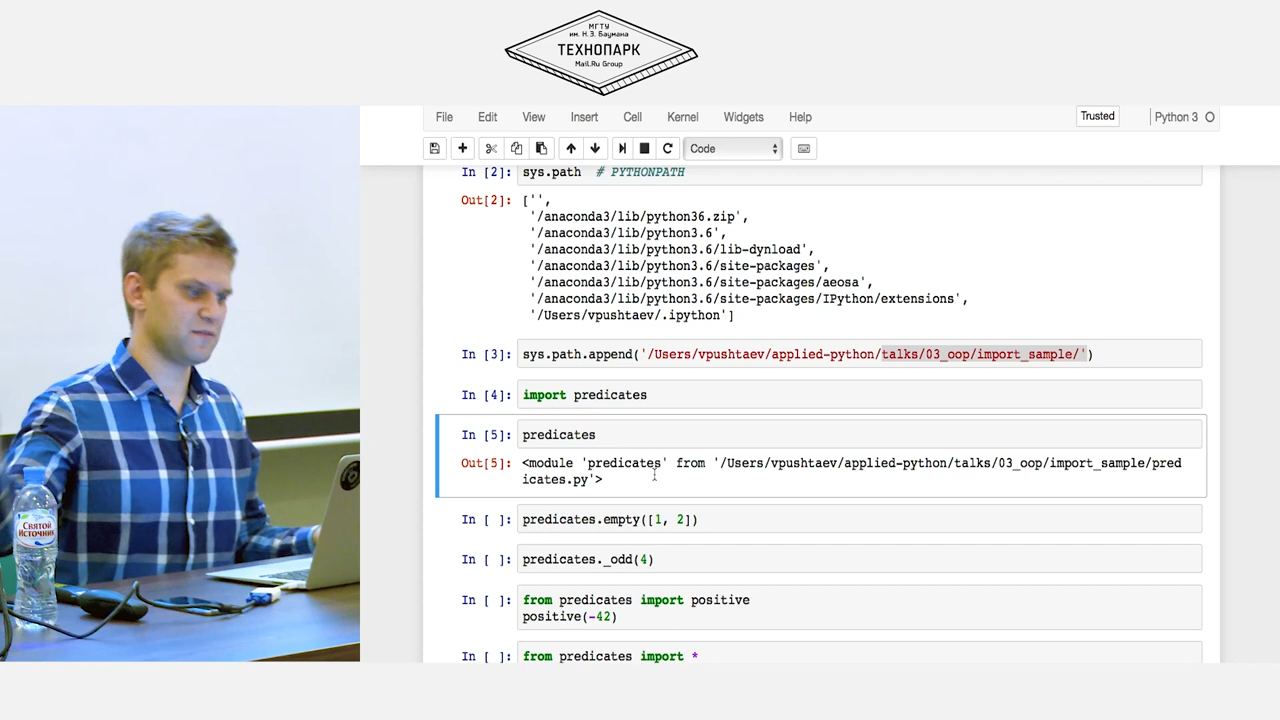 МГТУ
им. Н.Э. Баумана
ТЕХНОПАРК
Mail.Ru Group
File Edit View Insert Cell Kernel Widgets Help
Trusted
Python 3
Code
In [2]: sys.path # PYTHONPATH
Out[2]: ['',
'/anaconda3/lib/python36.zip',
'/anaconda3/lib/python3.6',
'/anaconda3/lib/python3.6/lib-dynload',
'/anaconda3/lib/python3.6/site-packages',
'/anaconda3/lib/python3.6/site-packages/aeosa',
'/anaconda3/lib/python3.6/site-packages/IPython/extensions',
'/Users/vpushtaev/.ipython']
In [3]: sys.path.append('/Users/vpushtaev/applied-python/talks/03_oop/import_sample/')
In [4]: import predicates
In [5]: predicates
Out[5]: <module 'predicates' from '/Users/vpushtaev/applied-python/talks/03_oop/import_sample/pred
icates.py'>
In [ ]: predicates.empty([1, 2])
In [ ]: predicates._odd(4)
In [ ]: from predicates import positive
positive(-42)
In [ ]: from predicates import *
СВЯТОЙ
ИСТОЧНИК